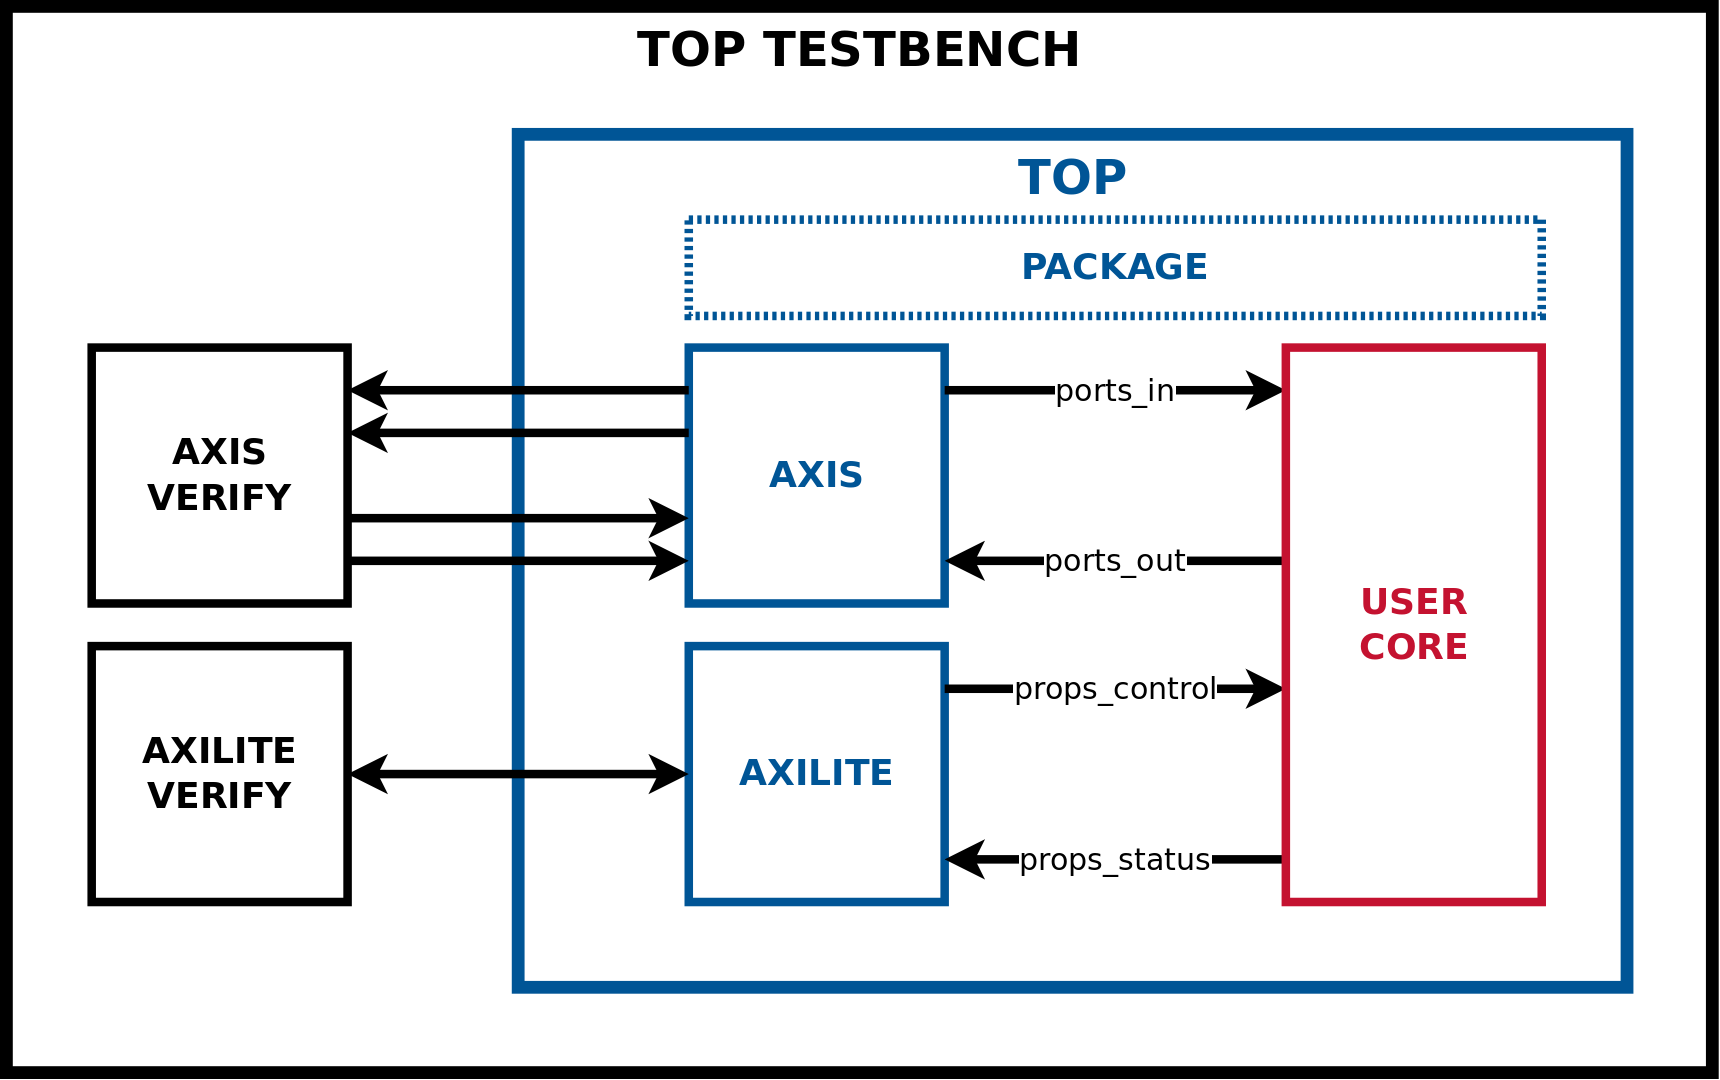 TOP TESTBENCH
TOP
PACKAGE
AXIS
VERIFY
AXIS
ports_in
ports_out
USER
CORE
AXILITE
VERIFY
AXILITE
props_control
props_status